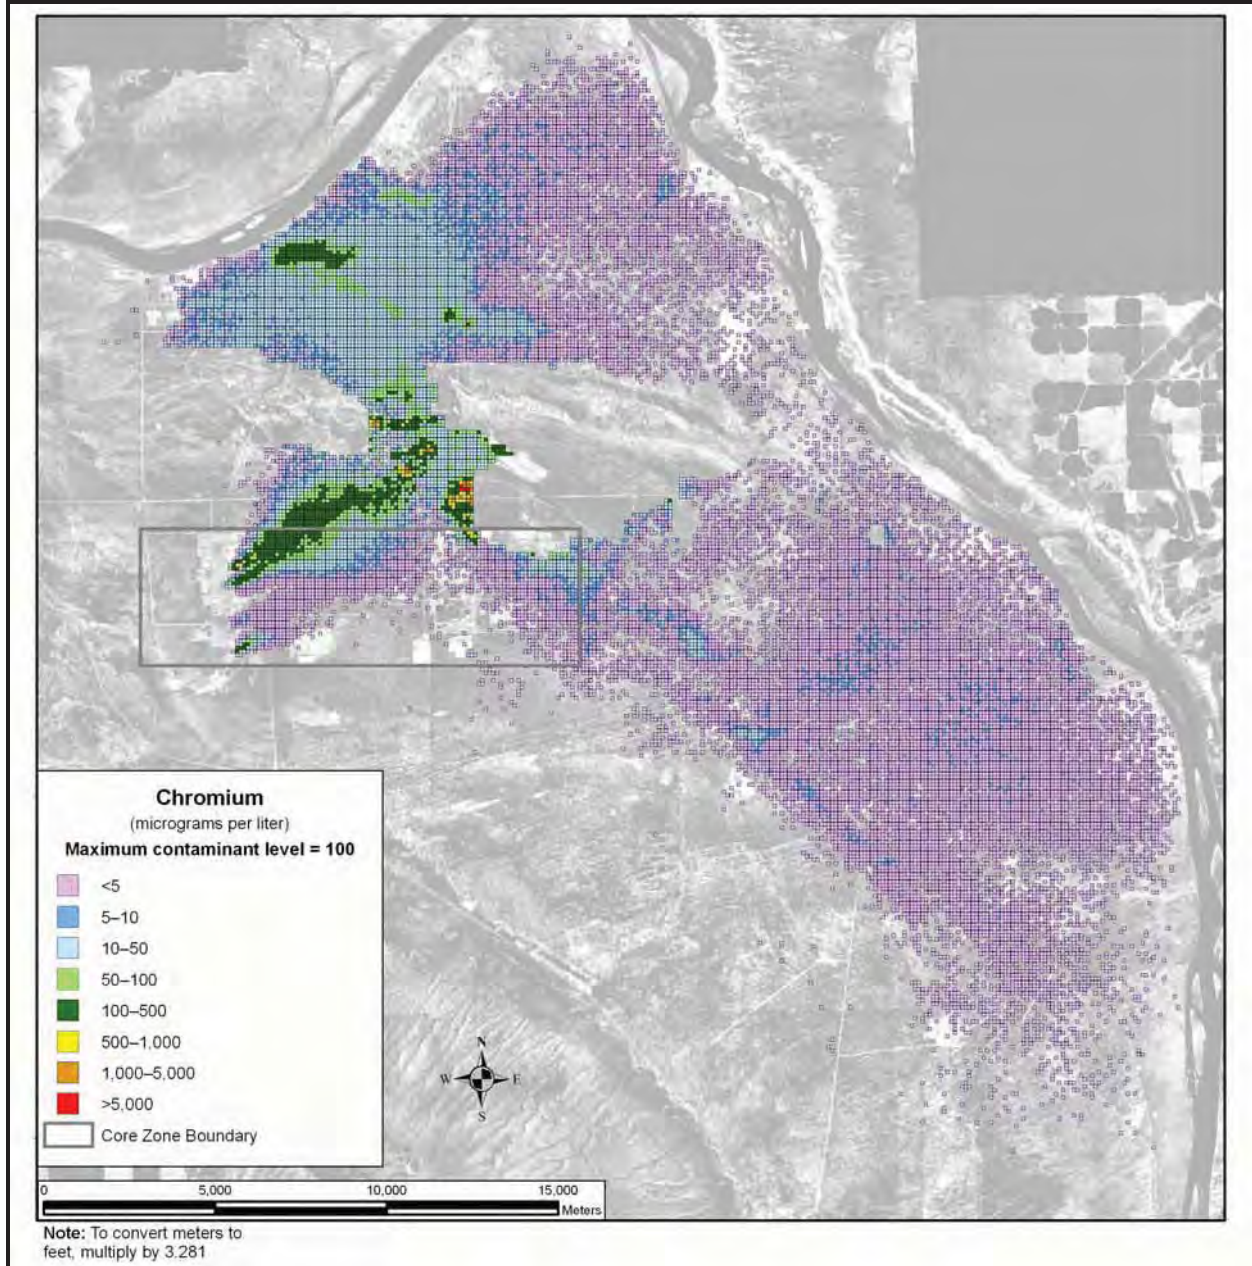 Chromium
(micrograms per liter)
Maximum contaminant level = 100
<5
5–10
10–50
50–100
100–500
500–1,000
1,000–5,000
>5,000
Core Zone Boundary
N
W E
S
0 5,000 10,000 15,000
Meters
Note: To convert meters to
feet, multiply by 3.281